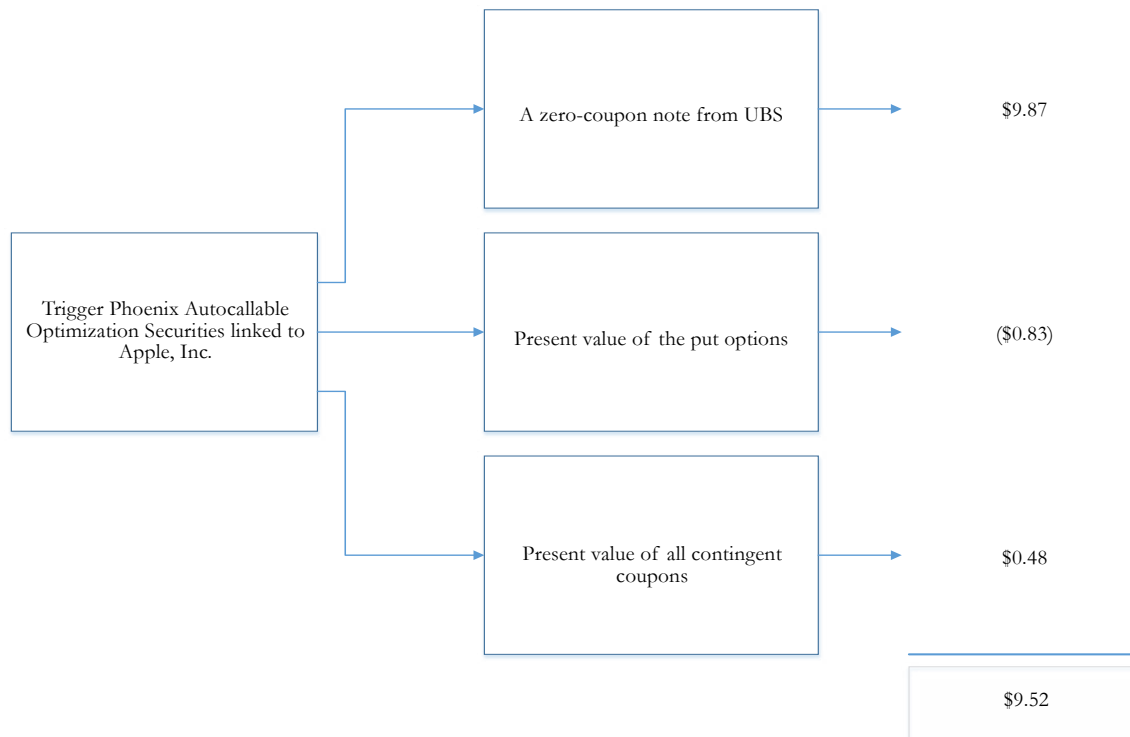 A zero-coupon note from UBS
$9.87
Trigger Phoenix Autocallable
Optimization Securities linked to
Apple, Inc.
Present value of the put options
($0.83)
Present value of all contingent
coupons
$0.48
$9.52